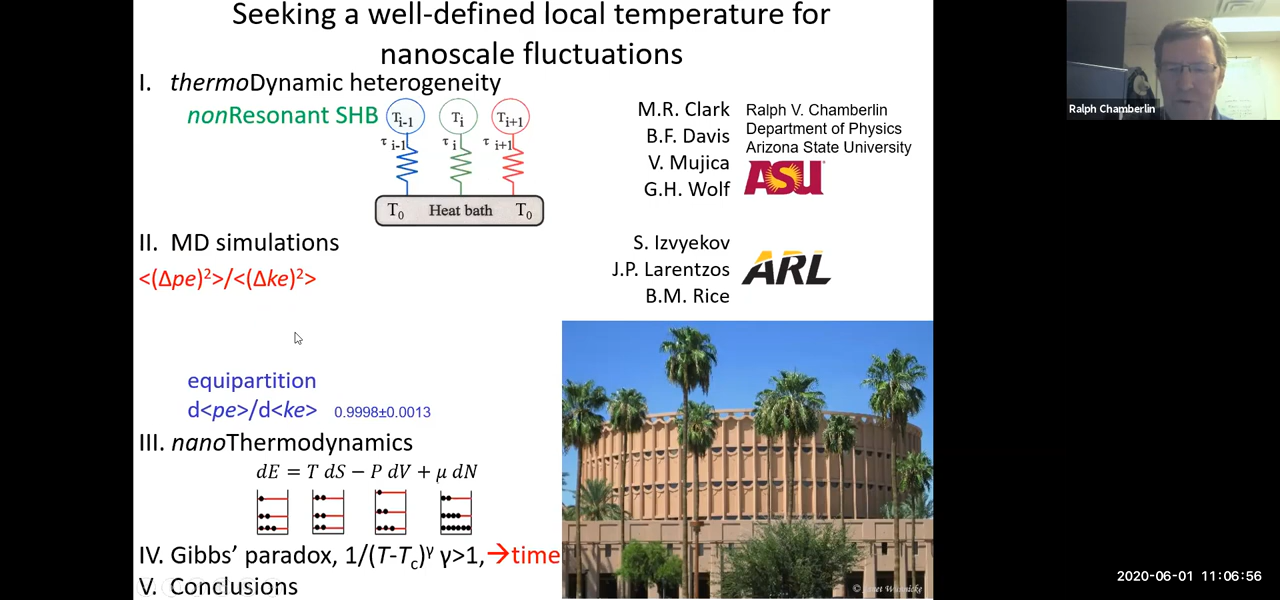 Seeking a well-defined local temperature for
nanoscale fluctuations
I. thermoDynamic heterogeneity
nonResonant SHB
Tᵢ₋₁ Tᵢ Tᵢ₊₁
τ ᵢ₋₁ τ ᵢ τ ᵢ₊₁
T₀ Heat bath T₀
M.R. Clark
B.F. Davis
V. Mujica
G.H. Wolf
Ralph V. Chamberlin
Department of Physics
Arizona State University
ASU
II. MD simulations
<(Δpe)²>/<(Δke)²>
S. Izvyekov
J.P. Larentzos
B.M. Rice
ARL
equipartition
d<pe>/d<ke> 0.9998±0.0013
III. nanoThermodynamics
dE = T dS − P dV + μ dN
IV. Gibbs’ paradox, 1/(T-Tc)ᵞ γ>1,→time
V. Conclusions
Ralph Chamberlin
2020-06-01 11:06:56